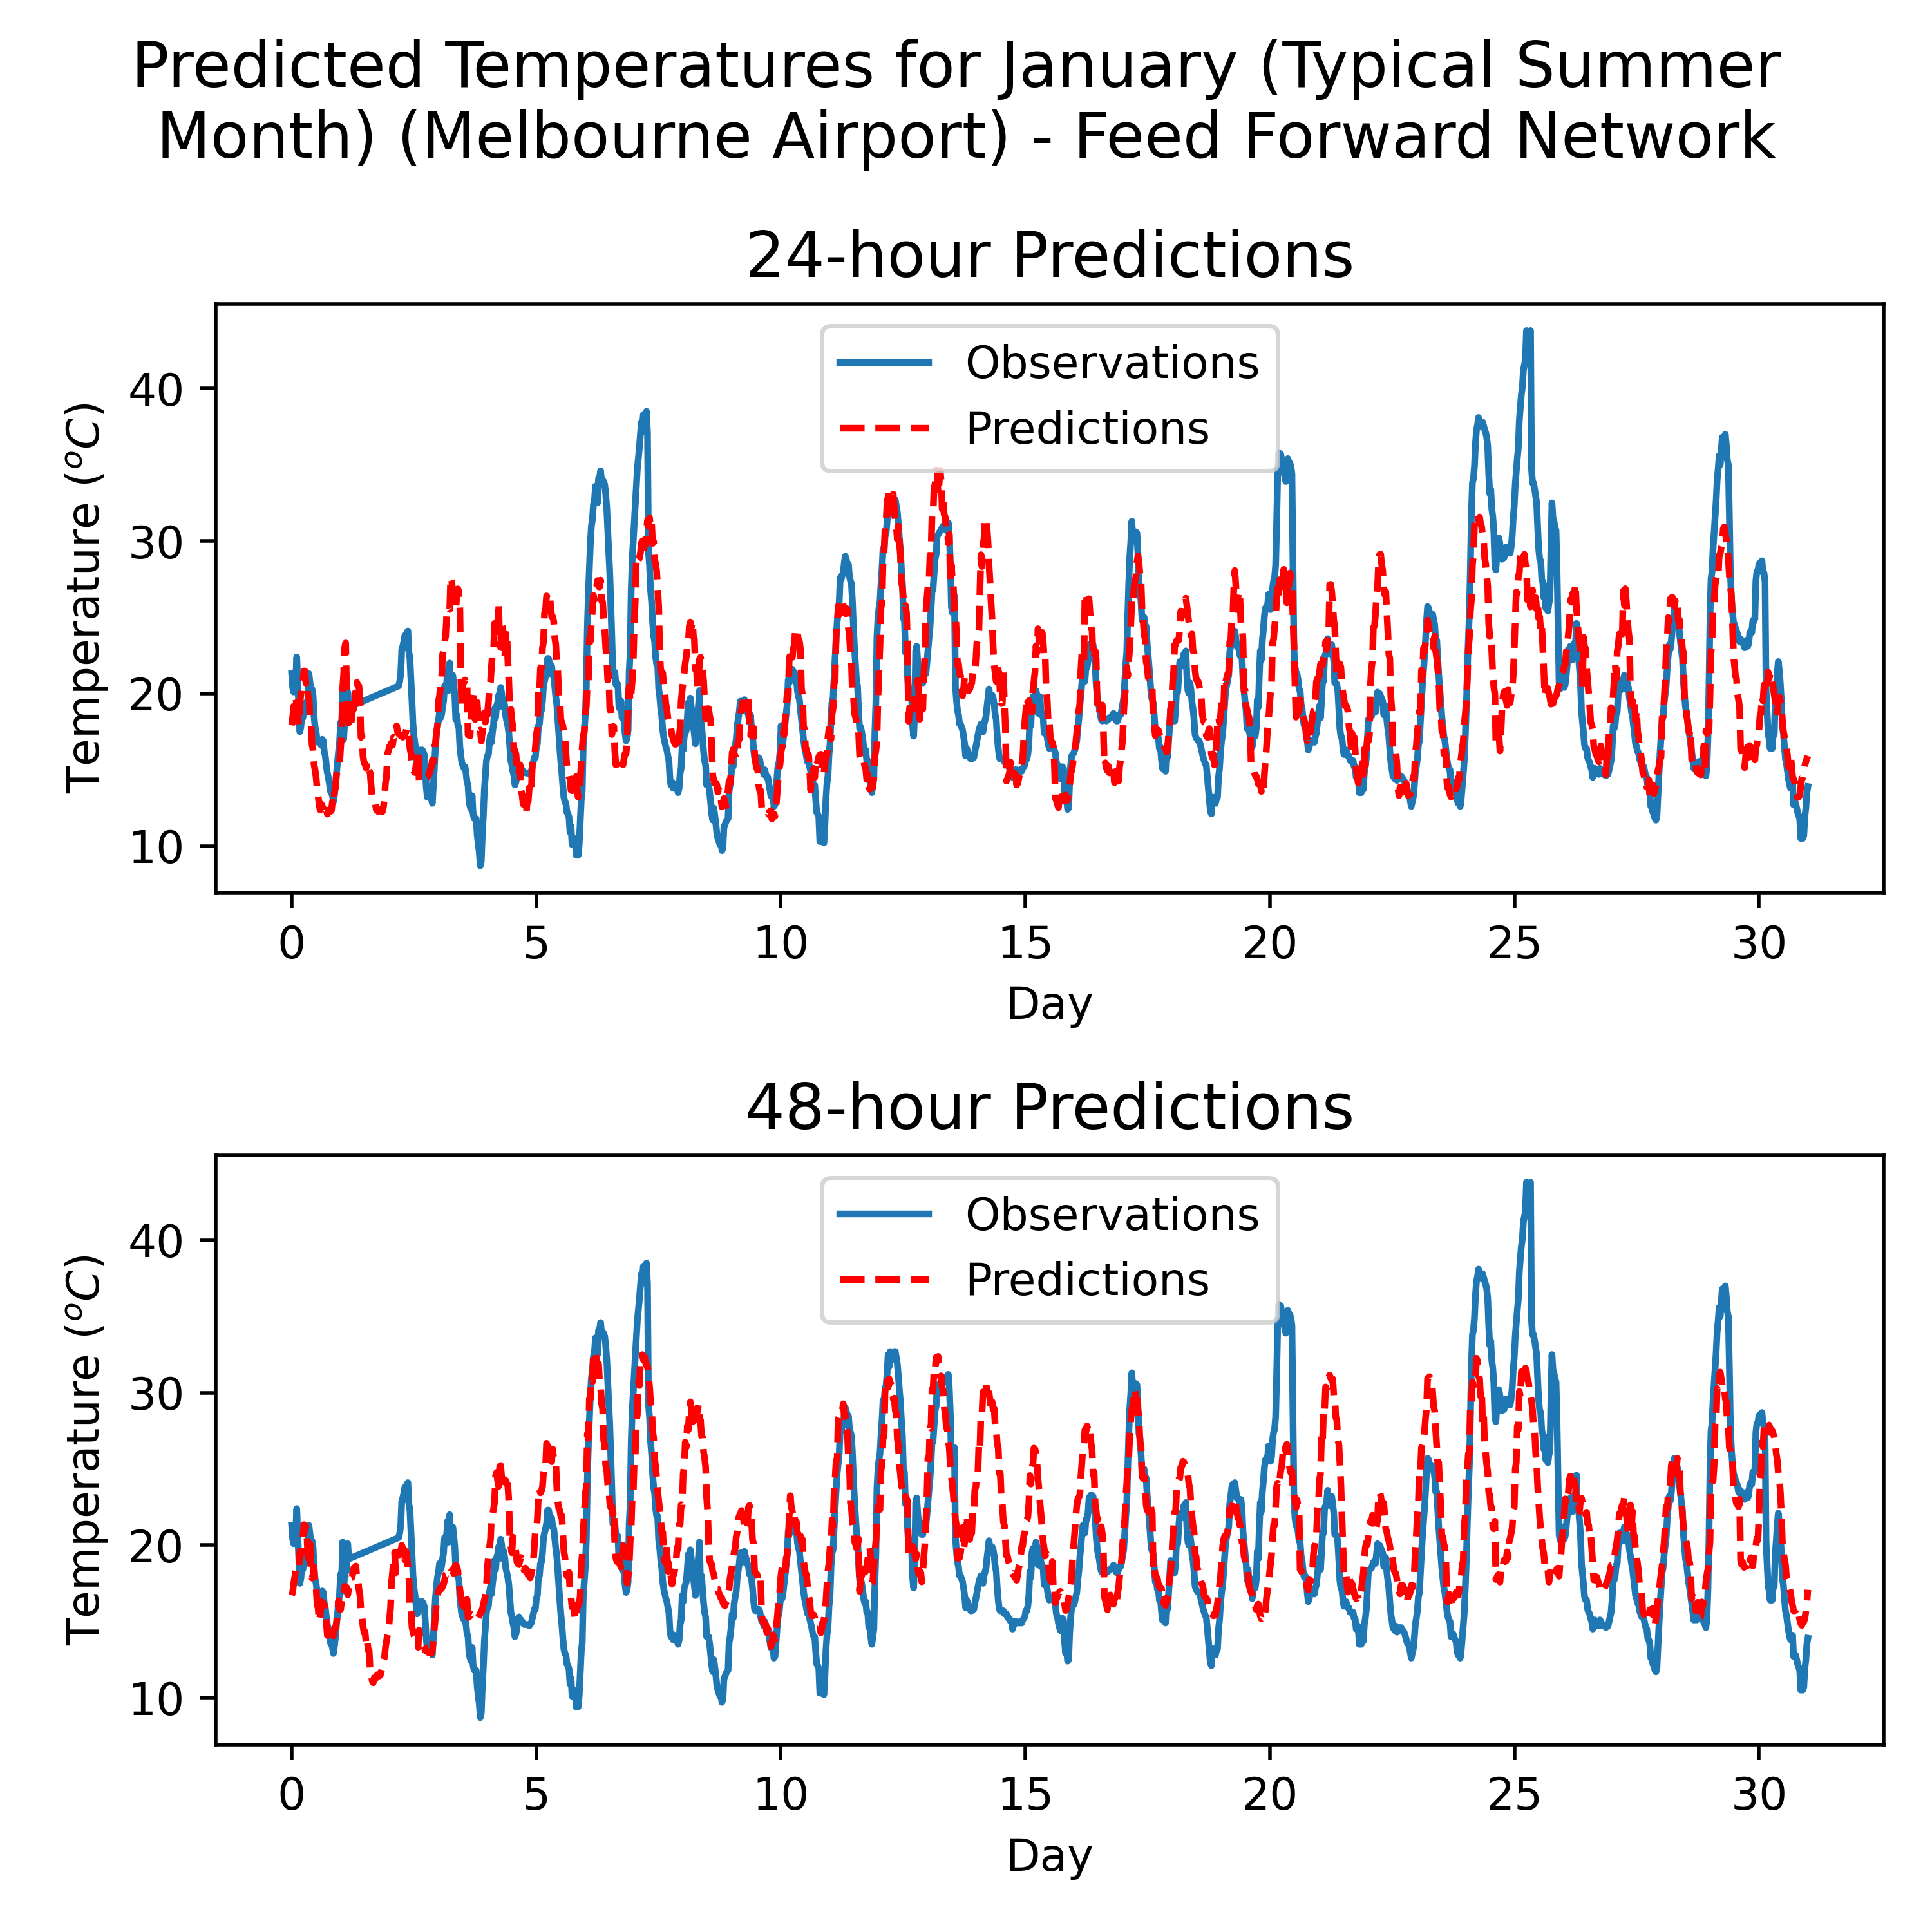 Predicted Temperatures for January (Typical Summer
Month) (Melbourne Airport) - Feed Forward Network
24-hour Predictions
Observations
Predictions
Temperature (°C)
40
30
20
10
0 5 10 15 20 25 30
Day
48-hour Predictions
Observations
Predictions
Temperature (°C)
40
30
20
10
0 5 10 15 20 25 30
Day